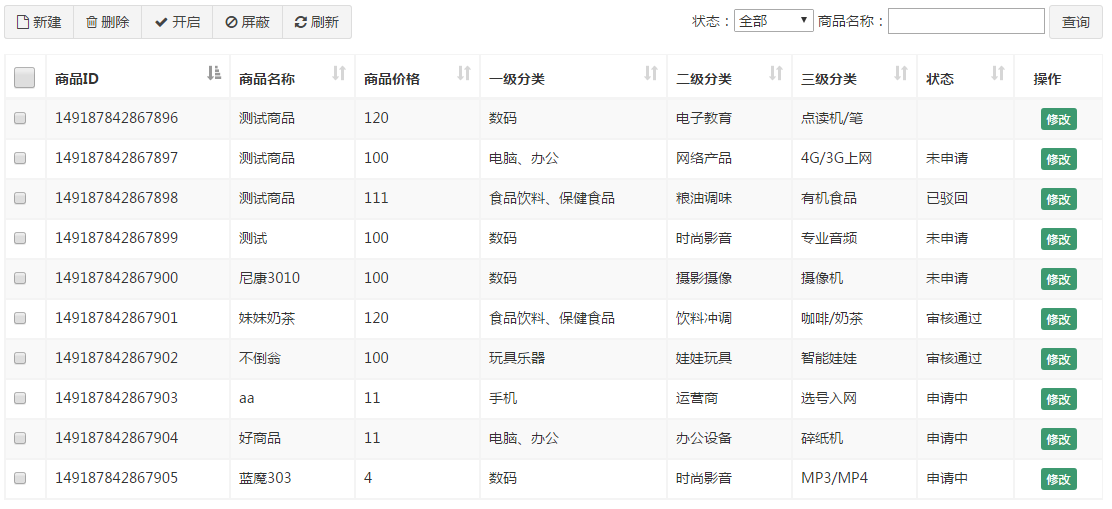 新建 删除 开启 屏蔽 刷新 状态： 全部 商品名称： 查询
商品ID 商品名称 商品价格 一级分类 二级分类 三级分类 状态 操作
149187842867896 测试商品 120 数码 电子教育 点读机/笔 修改
149187842867897 测试商品 100 电脑、办公 网络产品 4G/3G上网 未申请 修改
149187842867898 测试商品 111 食品饮料、保健食品 粮油调味 有机食品 已驳回 修改
149187842867899 测试 100 数码 时尚影音 专业音频 未申请 修改
149187842867900 尼康3010 100 数码 摄影摄像 摄像机 未申请 修改
149187842867901 妹妹奶茶 120 食品饮料、保健食品 饮料冲调 咖啡/奶茶 审核通过 修改
149187842867902 不倒翁 100 玩具乐器 娃娃玩具 智能娃娃 审核通过 修改
149187842867903 aa 11 手机 运营商 选号入网 申请中 修改
149187842867904 好商品 11 电脑、办公 办公设备 碎纸机 申请中 修改
149187842867905 蓝魔303 4 数码 时尚影音 MP3/MP4 申请中 修改